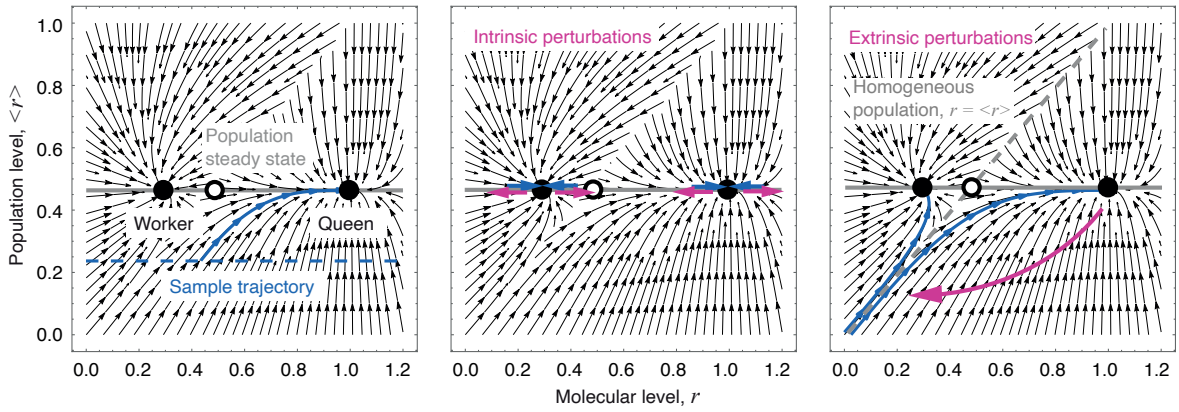 Population level, <r>
1.0
0.8
0.6
0.4
0.2
0.0
Population
steady state
Worker
Queen
Sample trajectory
0.0 0.2 0.4 0.6 0.8 1.0 1.2
Intrinsic perturbations
0.0 0.2 0.4 0.6 0.8 1.0 1.2
Extrinsic perturbations
Homogeneous
population, r = <r>
0.0 0.2 0.4 0.6 0.8 1.0 1.2
Molecular level, r